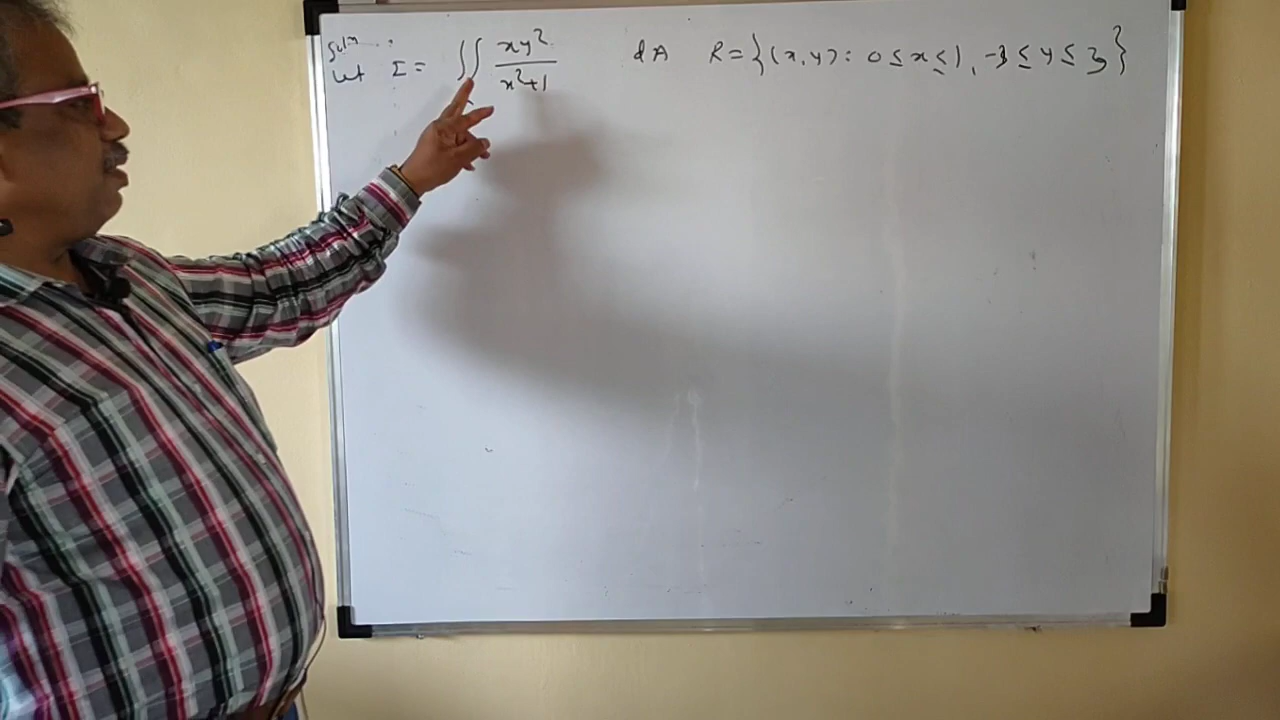 Soln :
Let I = ∬ xy²/(x²+1) dA R = {(x,y): 0 ≤ x ≤ 1, -3 ≤ y ≤ 3}